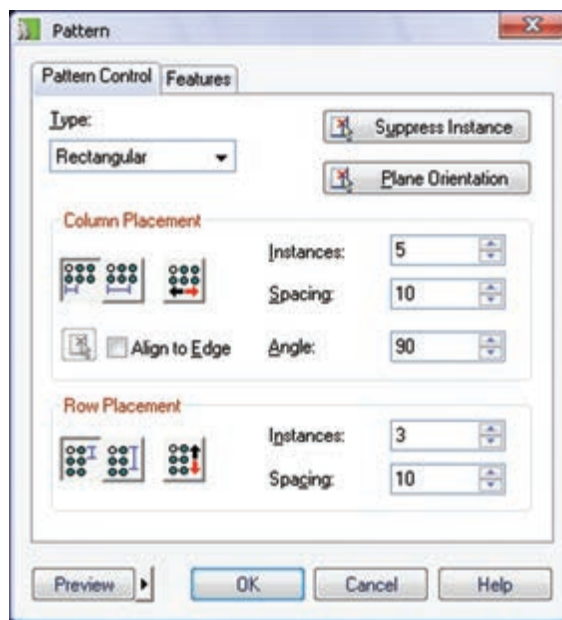 Pattern
Pattern Control Features
Type:
Rectangular
Suppress Instance
Plane Orientation
Column Placement
Instances: 5
Spacing: 10
Align to Edge Angle: 90
Row Placement
Instances: 3
Spacing: 10
Preview OK Cancel Help